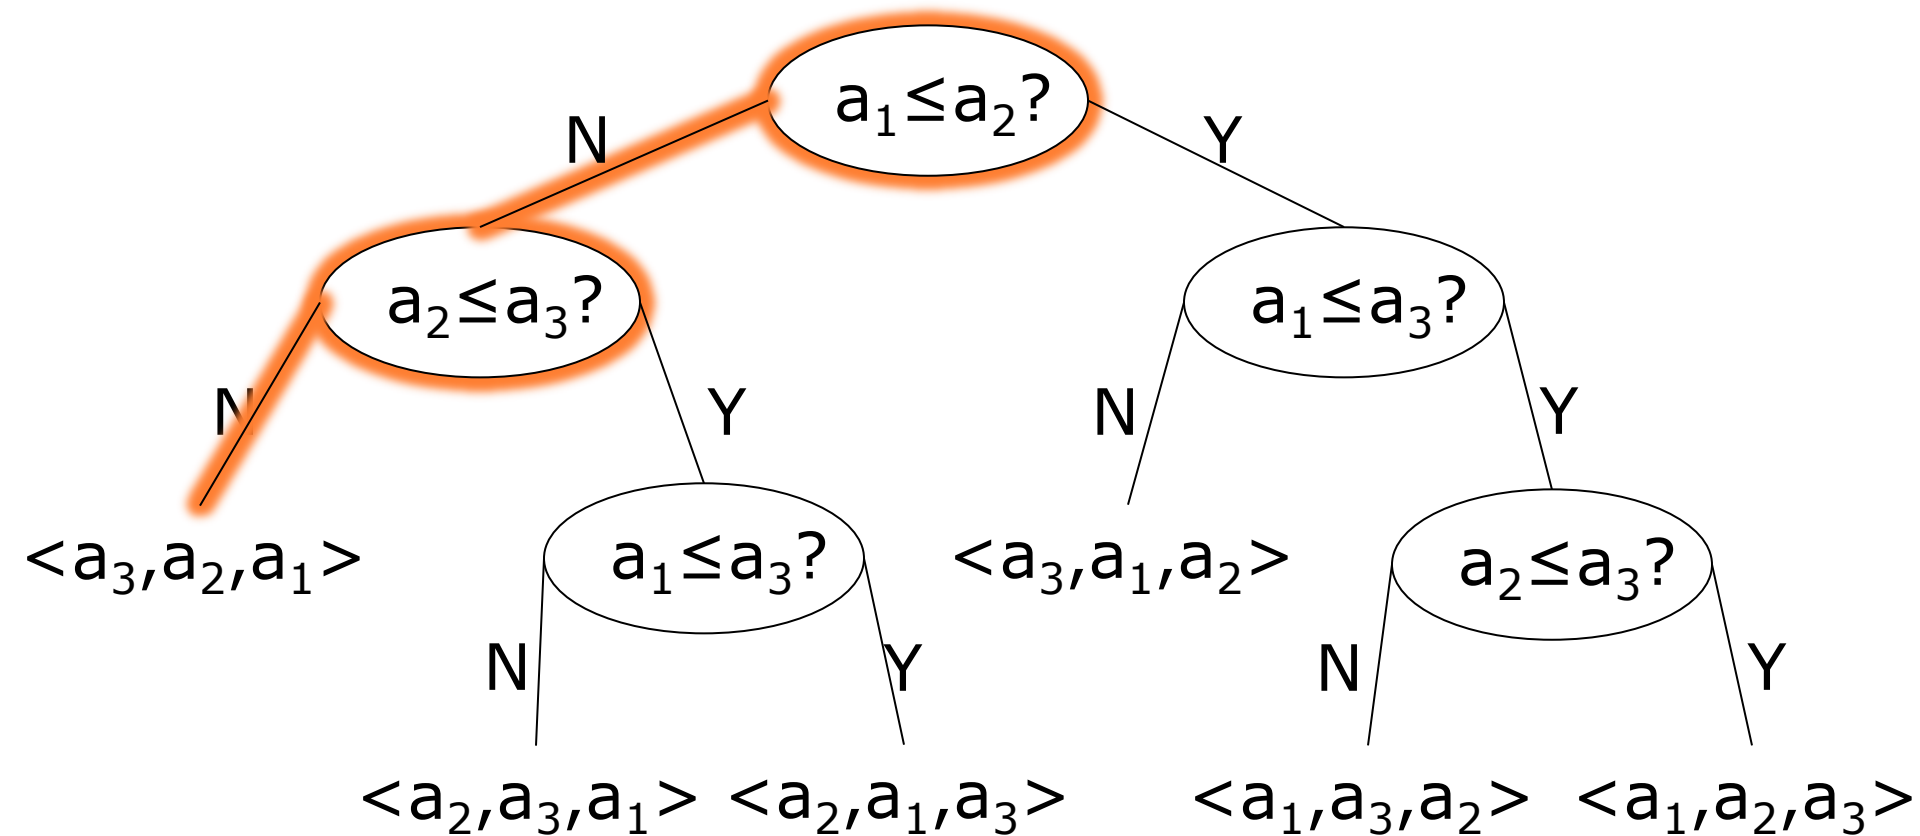 a₁≤a₂?
N
Y
a₂≤a₃?
a₁≤a₃?
N
Y
N
Y
<a₃,a₂,a₁>
a₁≤a₃?
<a₃,a₁,a₂>
a₂≤a₃?
N
Y
N
Y
<a₂,a₃,a₁>
<a₂,a₁,a₃>
<a₁,a₃,a₂>
<a₁,a₂,a₃>